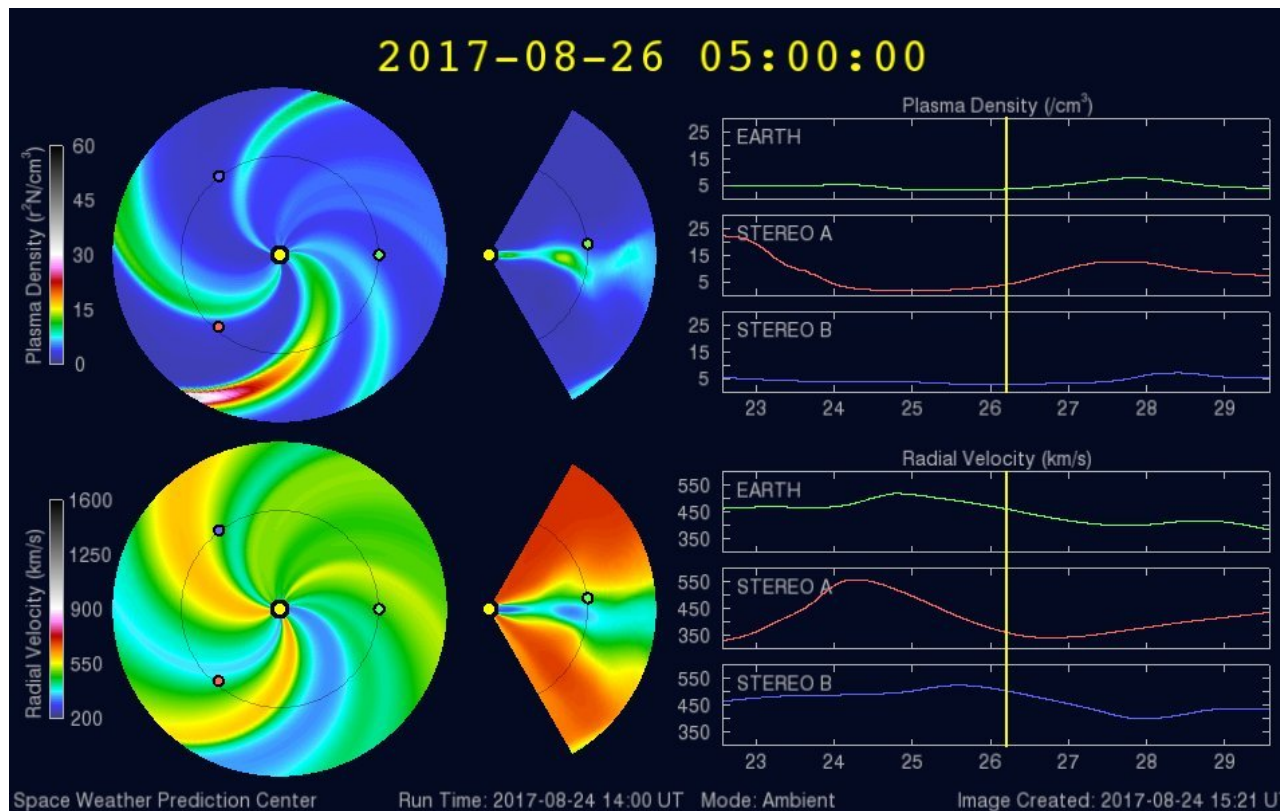 2017-08-26 05:00:00
Plasma Density (r²N/cm³)
60
45
30
15
0
Plasma Density (/cm³)
EARTH
25
15
5
STEREO A
25
15
5
STEREO B
25
15
5
23 24 25 26 27 28 29
Radial Velocity (km/s)
1600
1250
900
550
200
Radial Velocity (km/s)
EARTH
550
450
350
STEREO A
550
450
350
STEREO B
550
450
350
23 24 25 26 27 28 29
Space Weather Prediction Center Run Time: 2017-08-24 14:00 UT Mode: Ambient Image Created: 2017-08-24 15:21 U